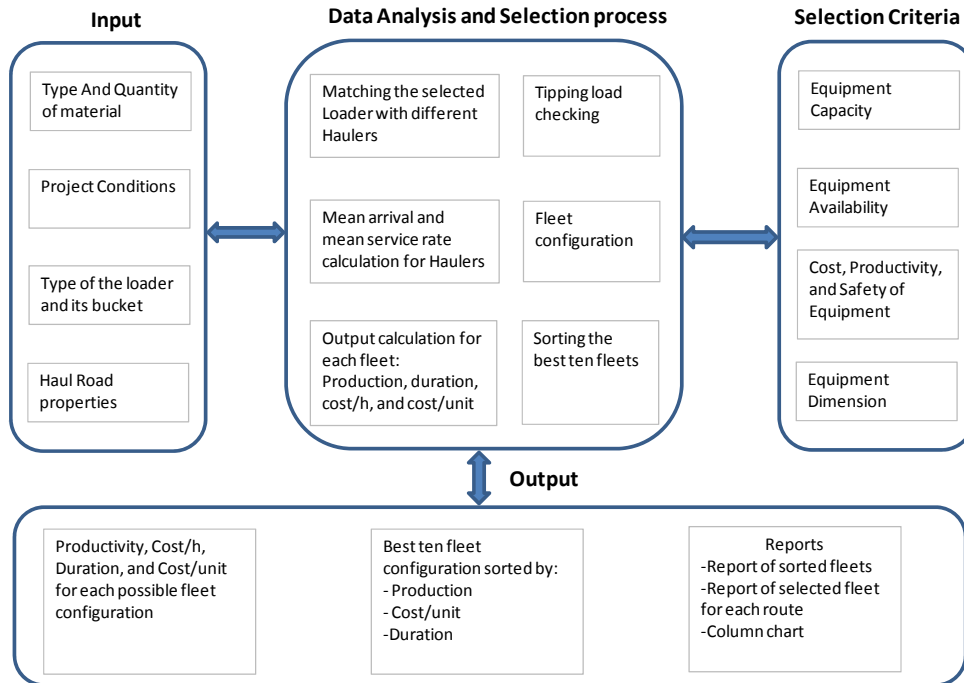 Input
Type And Quantity
of material
Project Conditions
Type of the loader
and its bucket
Haul Road
properties
Data Analysis and Selection process
Matching the selected
Loader with different
Haulers
Tipping load
checking
Mean arrival and
mean service rate
calculation for Haulers
Fleet
configuration
Output calculation for
each fleet:
Production, duration,
cost/h, and cost/unit
Sorting the
best ten fleets
Selection Criteria
Equipment
Capacity
Equipment
Availability
Cost, Productivity,
and Safety of
Equipment
Equipment
Dimension
Output
Productivity, Cost/h,
Duration, and Cost/unit
for each possible fleet
configuration
Best ten fleet
configuration sorted by:
- Production
- Cost/unit
-Duration
Reports
-Report of sorted fleets
-Report of selected fleet
for each route
-Column chart